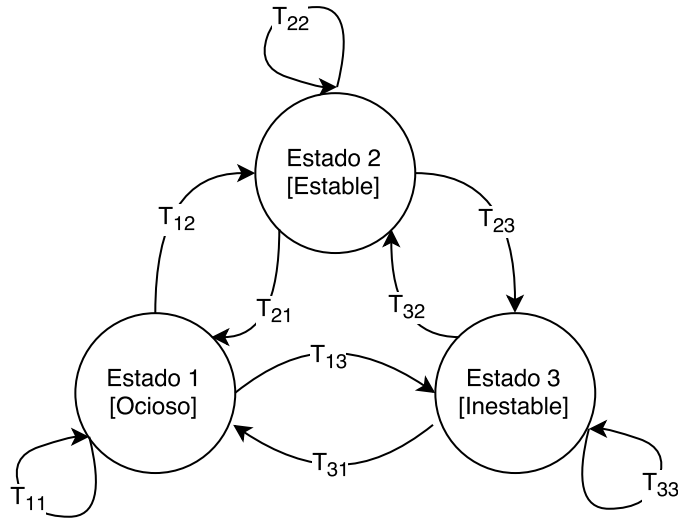 T22
Estado 2
[Estable]
T12
T23
T21
T32
T13
Estado 1
[Ocioso]
Estado 3
[Inestable]
T31
T11
T33